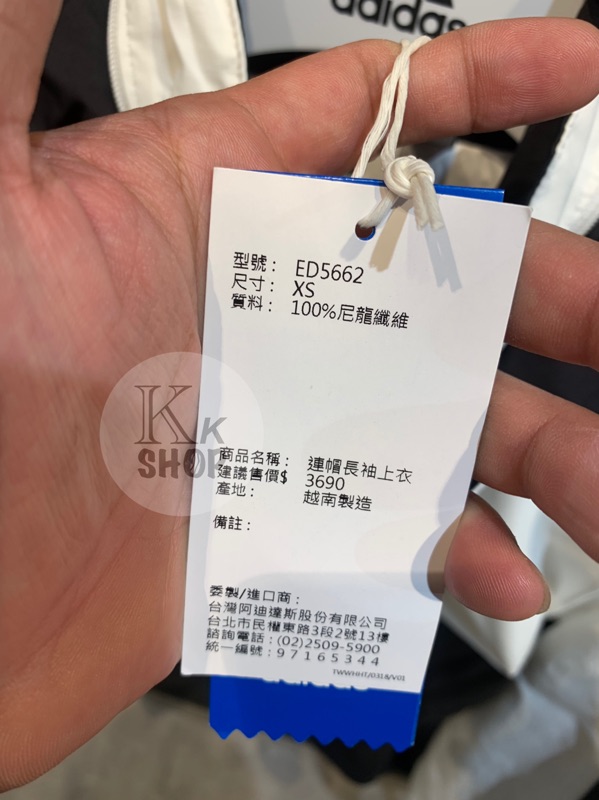 adidas
型號： ED5662
尺寸： XS
質料： 100%尼龍纖維
Kk
SHOP
商品名稱： 連帽長袖上衣
建議售價$ 3690
產地： 越南製造
備註：
委製/進口商：
台灣阿迪達斯股份有限公司
台北市民權東路3段2號13樓
諮詢電話：(02)2509-5900
統一編號：97165344
TWWHHT/0318/V01